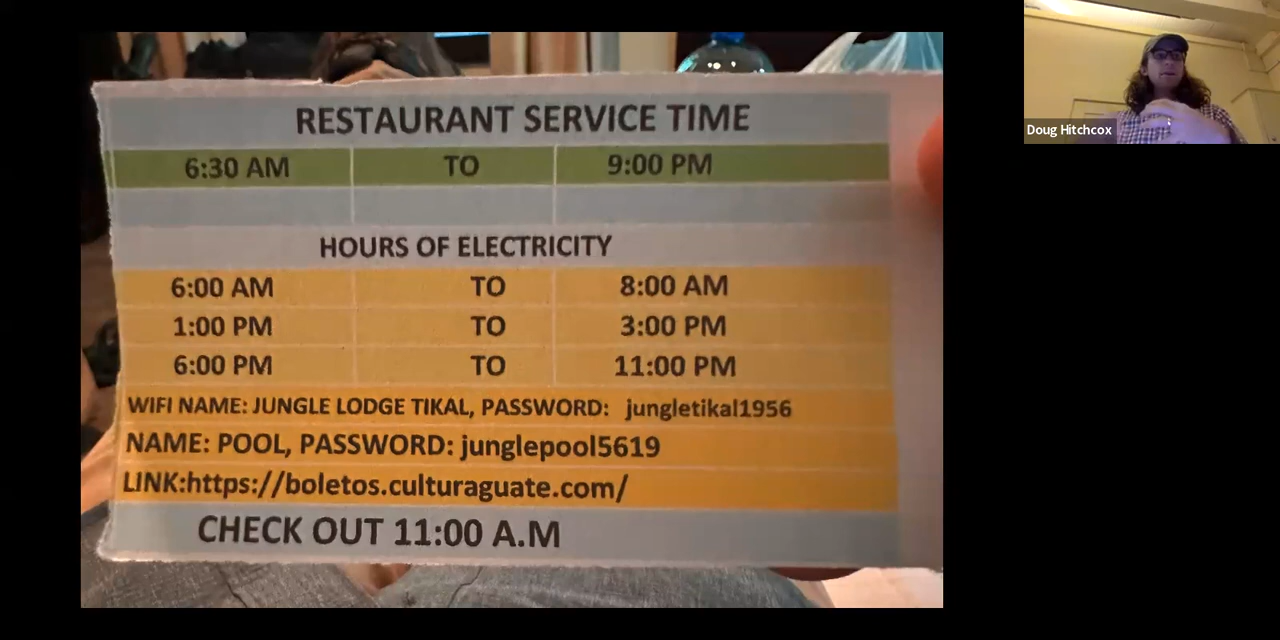 RESTAURANT SERVICE TIME
6:30 AM TO 9:00 PM
HOURS OF ELECTRICITY
6:00 AM TO 8:00 AM
1:00 PM TO 3:00 PM
6:00 PM TO 11:00 PM
WIFI NAME: JUNGLE LODGE TIKAL, PASSWORD: jungletikal1956
NAME: POOL, PASSWORD: junglepool5619
LINK:https://boletos.culturaguate.com/
CHECK OUT 11:00 A.M
Doug Hitchcox